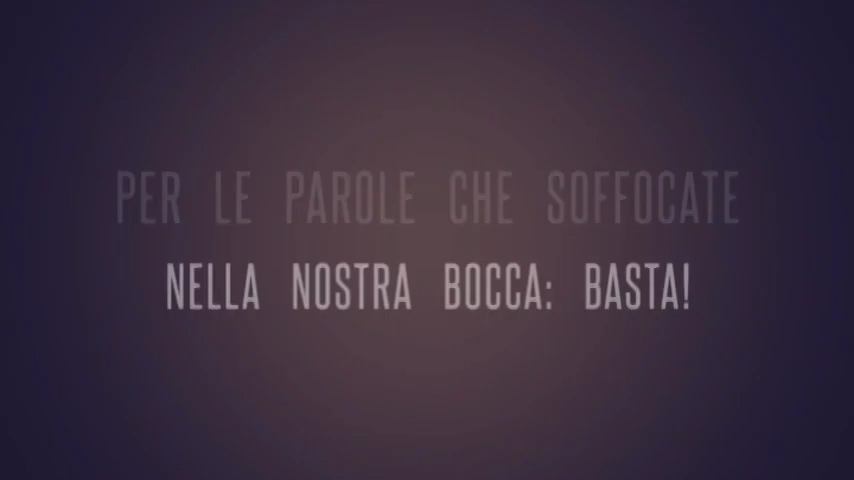 PER LE PAROLE CHE SOFFOCATE
NELLA NOSTRA BOCCA: BASTA!